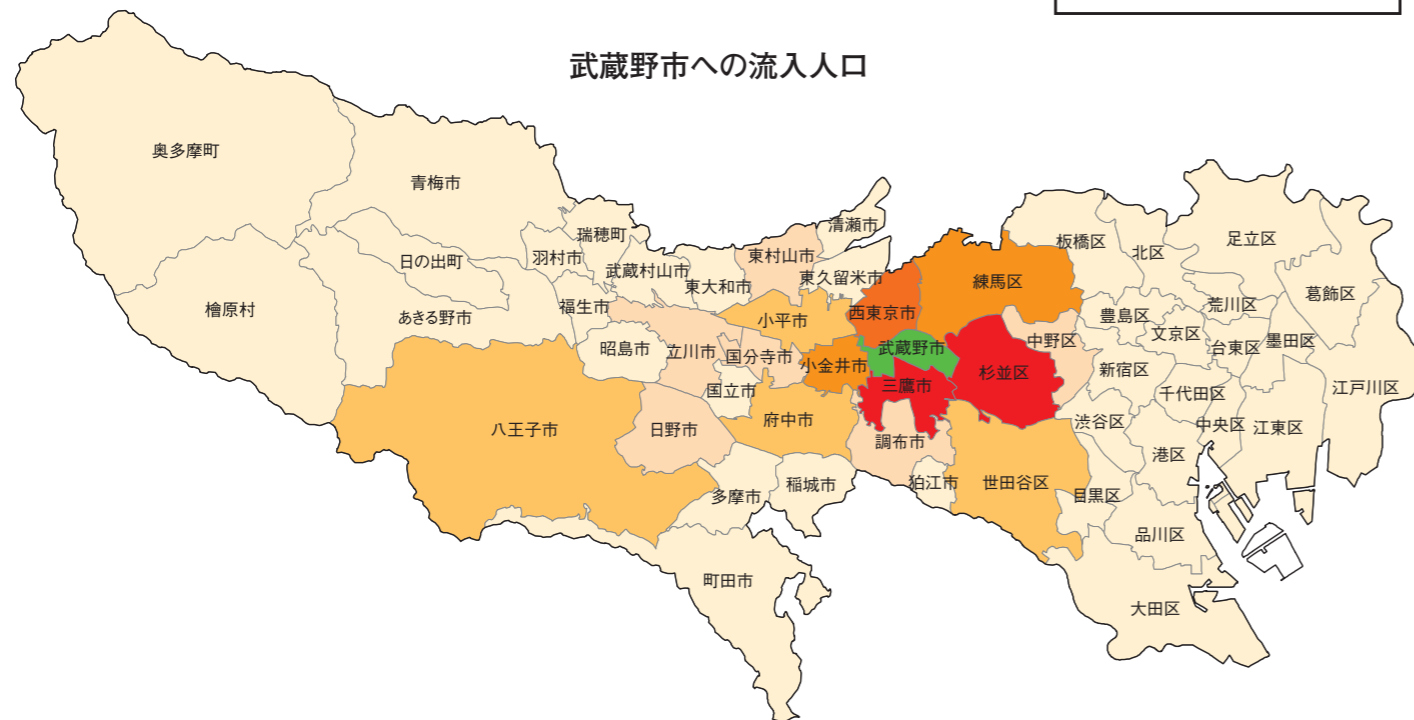 武蔵野市への流入人口
奥多摩町
青梅市
檜原村
日の出町
あきる野市
羽村市
瑞穂町
福生市
武蔵村山市
東大和市
東村山市
清瀬市
東久留米市
昭島市
立川市
国分寺市
小平市
国立市
小金井市
西東京市
武蔵野市
三鷹市
八王子市
日野市
府中市
調布市
狛江市
多摩市
稲城市
町田市
練馬区
杉並区
中野区
世田谷区
板橋区
北区
足立区
葛飾区
荒川区
豊島区
文京区
台東区
墨田区
新宿区
千代田区
江戸川区
渋谷区
中央区
江東区
港区
目黒区
品川区
大田区